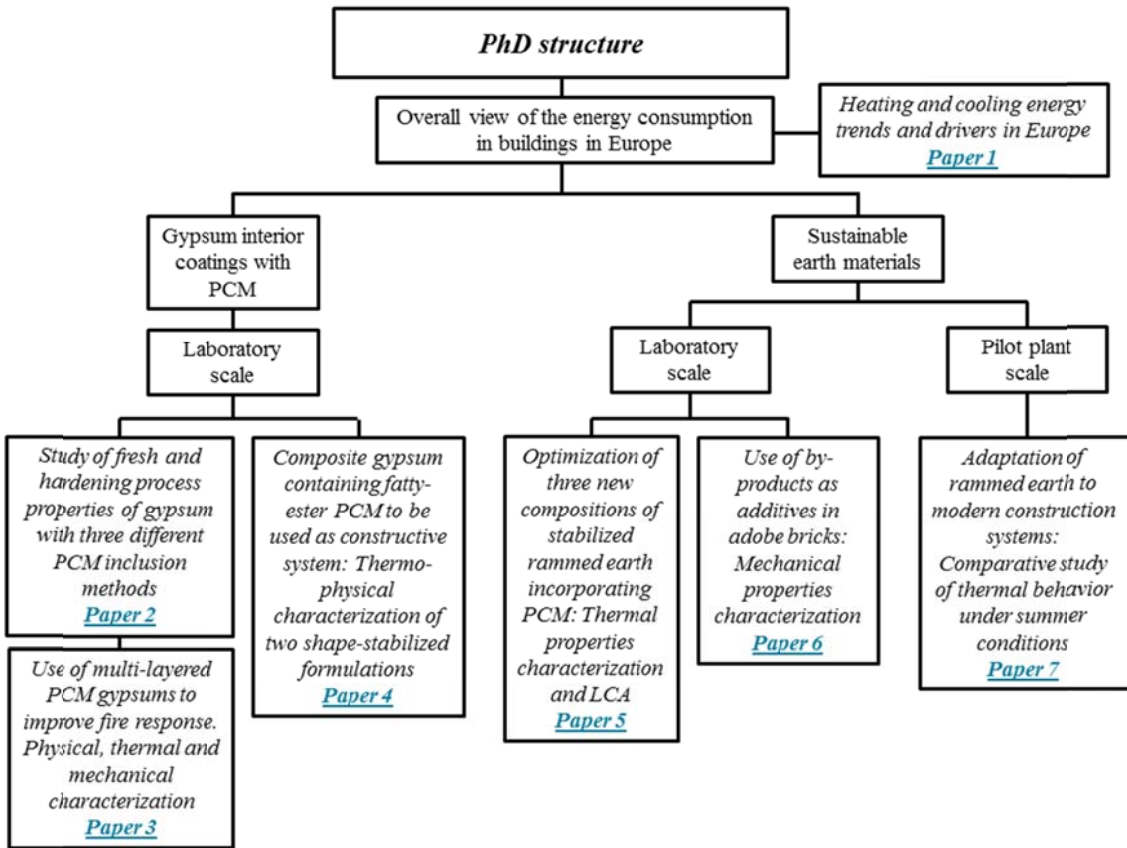 PhD structure
Overall view of the energy consumption
in buildings in Europe
Heating and cooling energy
trends and drivers in Europe
Paper 1
Gypsum interior
coatings with
PCM
Sustainable
earth materials
Laboratory
scale
Laboratory
scale
Pilot plant
scale
Study of fresh and
hardening process
properties of gypsum
with three different
PCM inclusion
methods
Paper 2
Composite gypsum
containing fatty-
ester PCM to be
used as constructive
system: Thermo-
physical
characterization of
two shape-stabilized
formulations
Paper 4
Optimization of
three new
compositions of
stabilized rammed
earth incorporating
PCM: Thermal
properties
characterization
and LCA
Paper 5
Use of by-
products as
additives in
adobe bricks:
Mechanical
properties
characterization
Paper 6
Adaptation of
rammed earth to
modern construction
systems:
Comparative study
of thermal behavior
under summer
conditions
Paper 7
Use of multi-layered
PCM gypsums to
improve fire response.
Physical, thermal and
mechanical
characterization
Paper 3